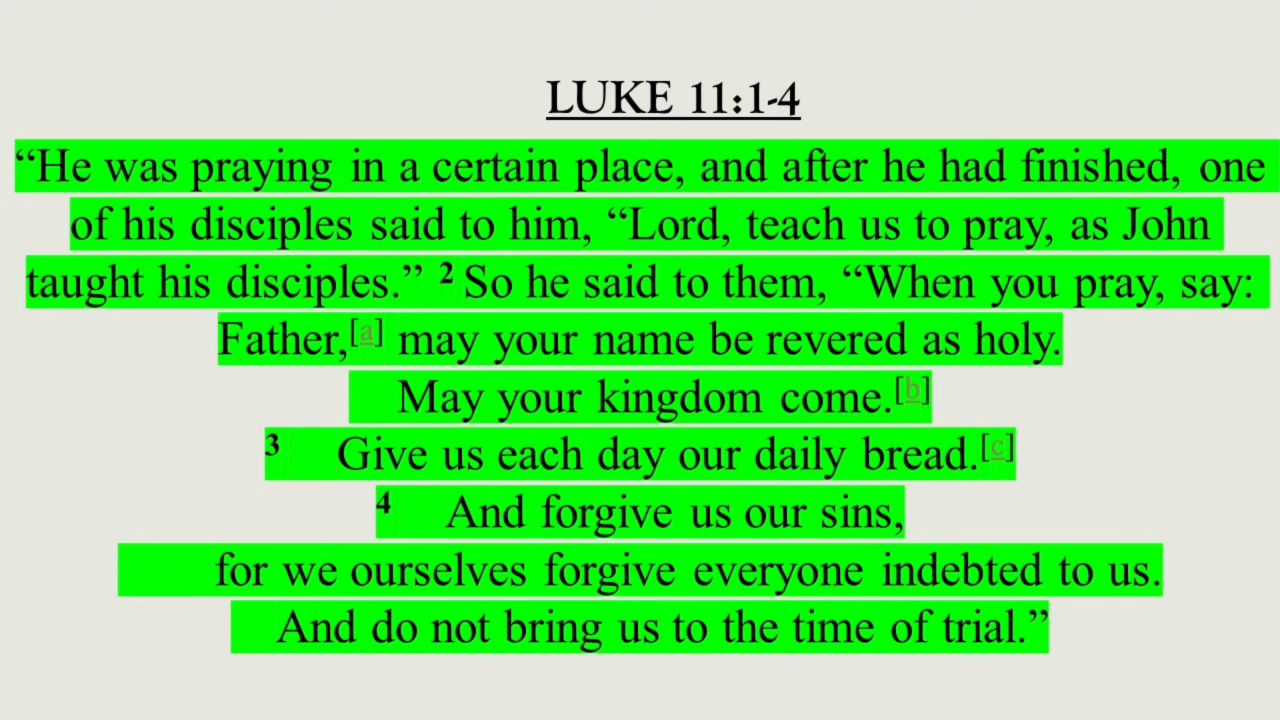 LUKE 11:1-4
“He was praying in a certain place, and after he had finished, one
of his disciples said to him, “Lord, teach us to pray, as John
taught his disciples.” 2 So he said to them, “When you pray, say:
Father,[a] may your name be revered as holy.
May your kingdom come.[b]
3 Give us each day our daily bread.[c]
4 And forgive us our sins,
for we ourselves forgive everyone indebted to us.
And do not bring us to the time of trial.”